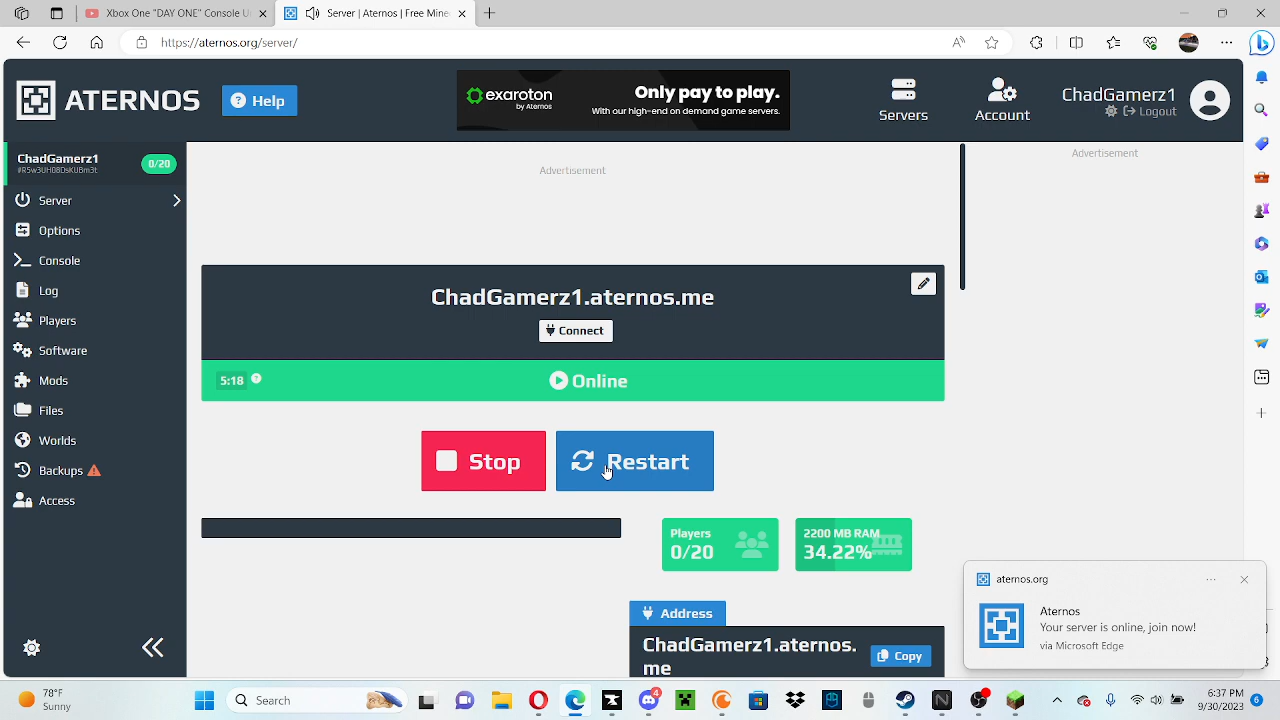 Xbox One "DAY ONE" Console U
Server | Aternos | Free Mine
https://aternos.org/server/
ATERNOS
Help
exaroton
by Aternos
Only pay to play.
With our high-end on demand game servers.
Servers
Account
ChadGamerz1
Logout
ChadGamerz1
0/20
Server
Options
Console
Log
Players
Software
Mods
Files
Worlds
Backups
Access
Advertisement
Advertisement
ChadGamerz1.aternos.me
Connect
5:18
Online
Stop
Restart
Players
0/20
2200 MB RAM
34.22%
Address
ChadGamerz1.aternos.
me
Copy
aternos.org
Aternos
Your server is online, join now!
via Microsoft Edge
78°F
Sunny
Search
4
6:37 PM
9/30/2023
6